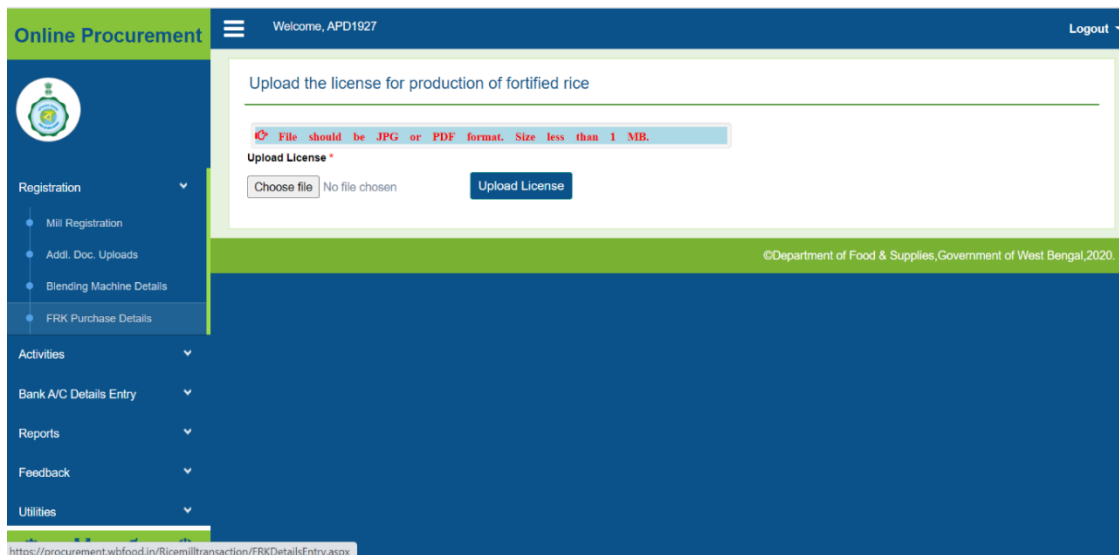 Online Procurement
Welcome, APD1927
Logout
Upload the license for production of fortified rice
File should be JPG or PDF format. Size less than 1 MB.
Upload License *
Choose file No file chosen Upload License
Registration
Mill Registration
Addl. Doc. Uploads
Blending Machine Details
FRK Purchase Details
Activities
Bank A/C Details Entry
Reports
Feedback
Utilities
©Department of Food & Supplies,Government of West Bengal,2020.
https://procurement.wbfood.in/Ricemilltransaction/FRKDetailsEntry.aspx